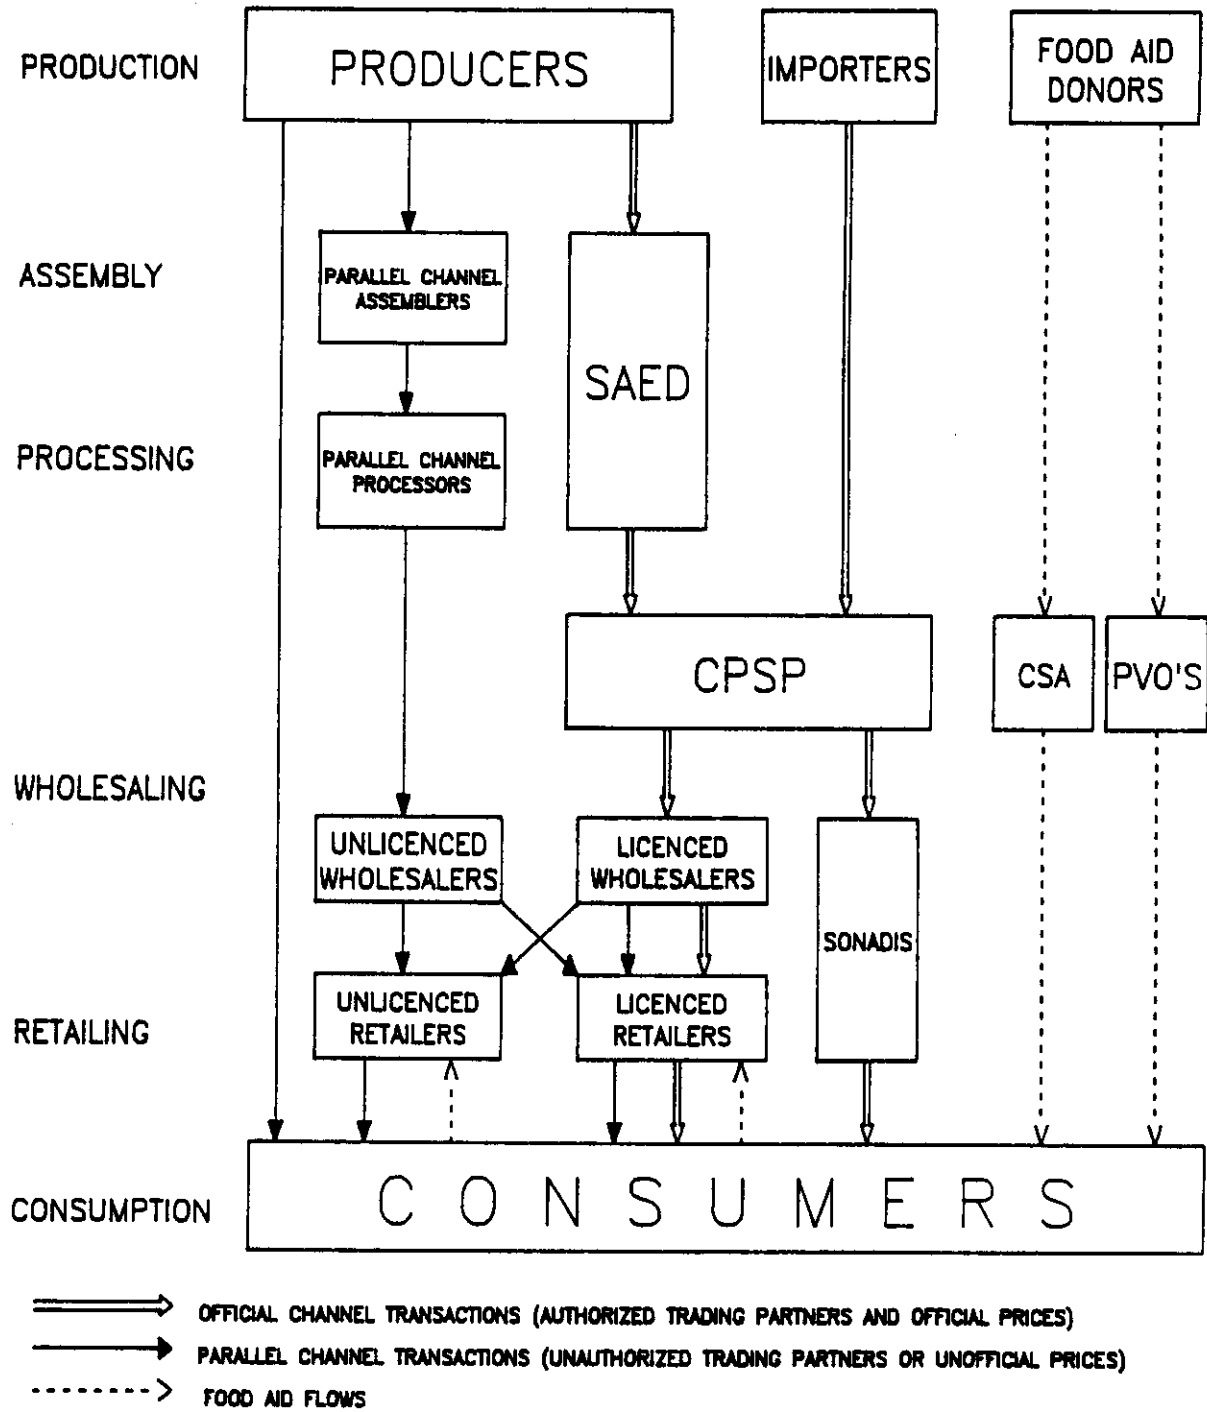 PRODUCTION
PRODUCERS
IMPORTERS
FOOD AID
DONORS
ASSEMBLY
PARALLEL CHANNEL
ASSEMBLERS
SAED
PROCESSING
PARALLEL CHANNEL
PROCESSORS
CPSP
CSA
PVO'S
WHOLESALING
UNLICENCED
WHOLESALERS
LICENCED
WHOLESALERS
SONADIS
RETAILING
UNLICENCED
RETAILERS
LICENCED
RETAILERS
CONSUMPTION
CONSUMERS
OFFICIAL CHANNEL TRANSACTIONS (AUTHORIZED TRADING PARTNERS AND OFFICIAL PRICES)
PARALLEL CHANNEL TRANSACTIONS (UNAUTHORIZED TRADING PARTNERS OR UNOFFICIAL PRICES)
FOOD AID FLOWS